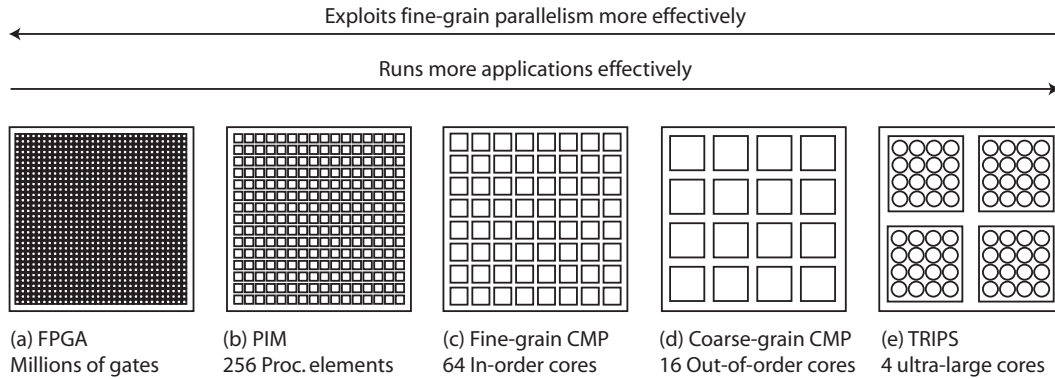 Exploits fine-grain parallelism more effectively
Runs more applications effectively
(a) FPGA
Millions of gates
(b) PIM
256 Proc. elements
(c) Fine-grain CMP
64 In-order cores
(d) Coarse-grain CMP
16 Out-of-order cores
(e) TRIPS
4 ultra-large cores